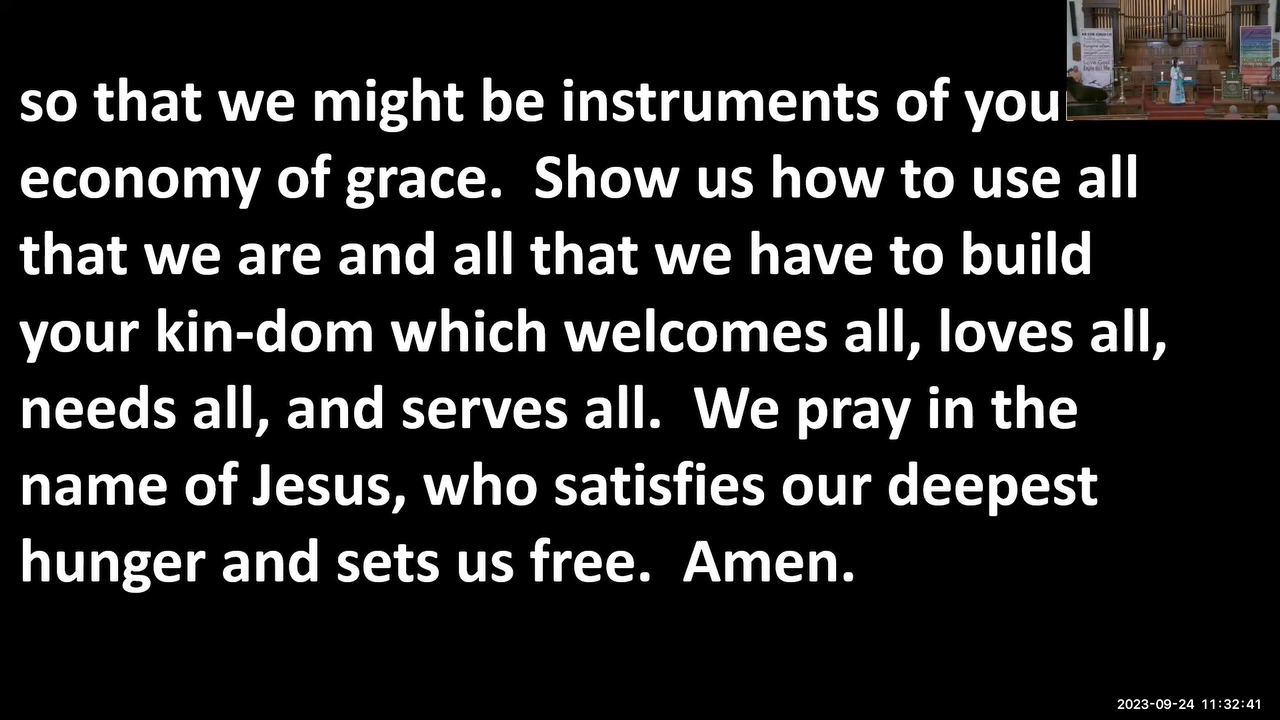 so that we might be instruments of your
economy of grace.  Show us how to use all
that we are and all that we have to build
your kin-dom which welcomes all, loves all,
needs all, and serves all.  We pray in the
name of Jesus, who satisfies our deepest
hunger and sets us free.  Amen.
2023-09-24 11:32:41